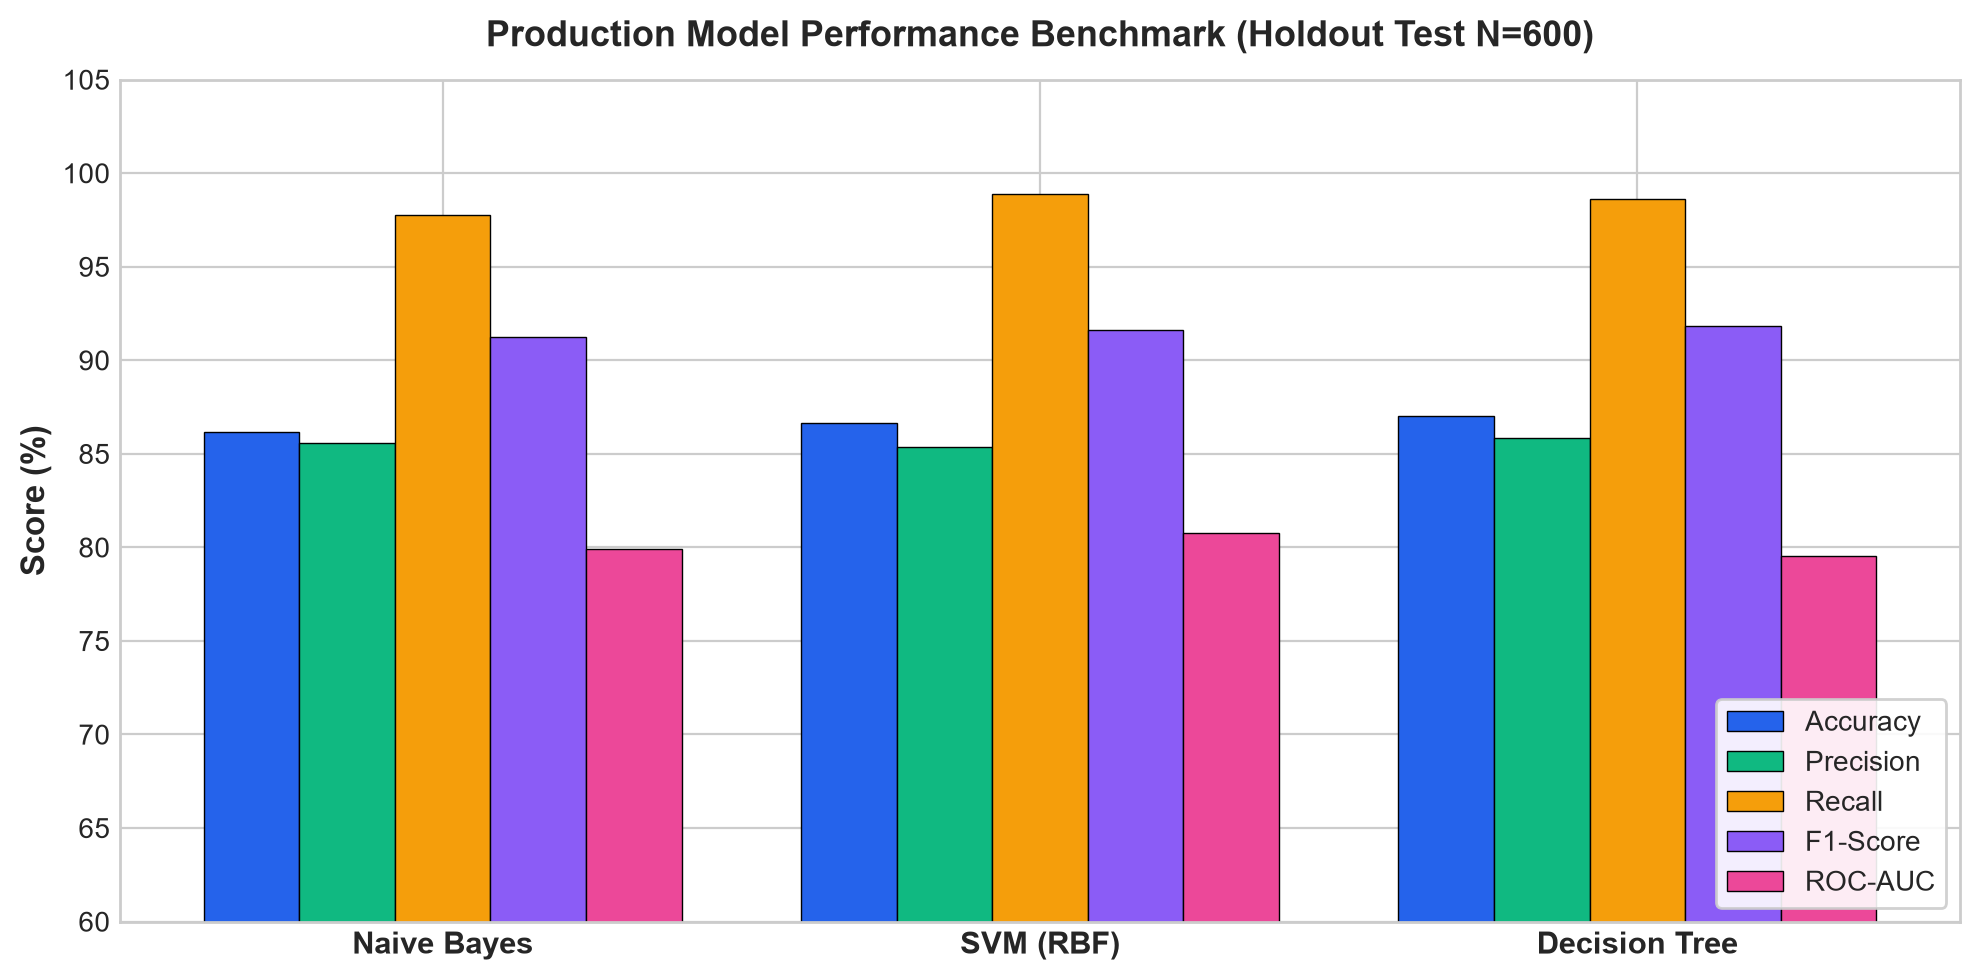 Production Model Performance Benchmark (Holdout Test N=600)
105
100
95
90
85
80
75
70
65
60
Score (%)
Naive Bayes
SVM (RBF)
Decision Tree
Accuracy
Precision
Recall
F1-Score
ROC-AUC